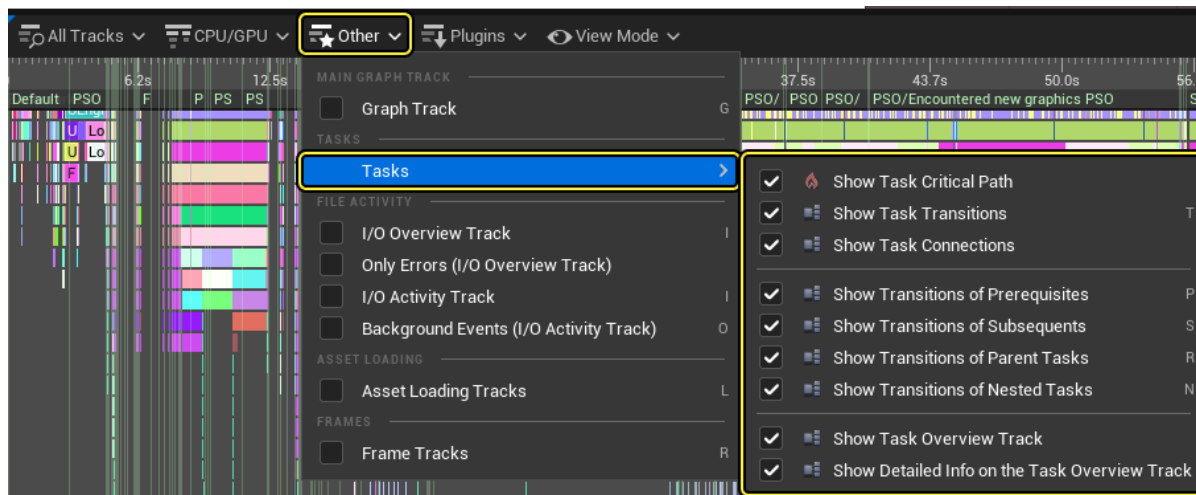 All Tracks
CPU/GPU
Other
Plugins
View Mode
6.2s
12.5s
37.5s
43.7s
50.0s
56.
Default
PSO
F
P
PS
PS
PSO/
PSO
PSO/
PSO/Encountered new graphics PSO
S
U
Lo
U
Lo
F
MAIN GRAPH TRACK
Graph Track G
TASKS
Tasks
FILE ACTIVITY
I/O Overview Track I
Only Errors (I/O Overview Track)
I/O Activity Track I
Background Events (I/O Activity Track) O
ASSET LOADING
Asset Loading Tracks L
FRAMES
Frame Tracks R
Show Task Critical Path
Show Task Transitions T
Show Task Connections
Show Transitions of Prerequisites P
Show Transitions of Subsequents S
Show Transitions of Parent Tasks R
Show Transitions of Nested Tasks N
Show Task Overview Track
Show Detailed Info on the Task Overview Track